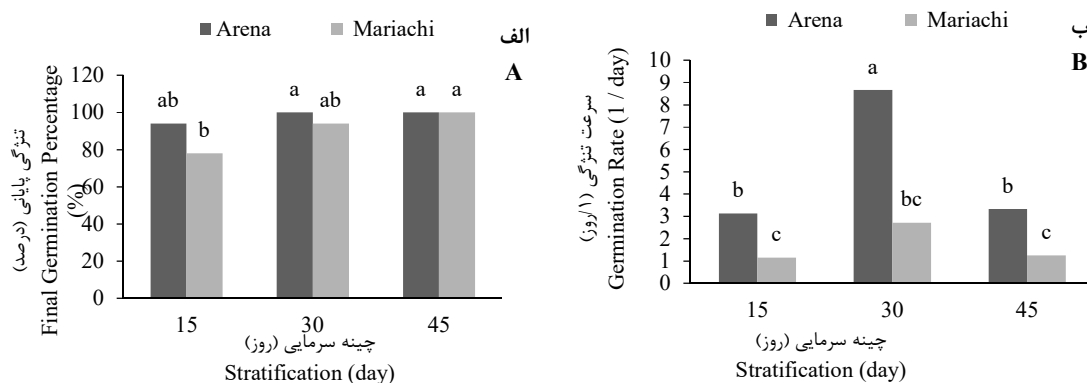 Arena Mariachi
الف
A
تنژگی پایانی (درصد)
Final Germination Percentage
(%)
120
100
80
60
40
20
0
ab b a ab a a
15 30 45
چینه سرمایی (روز)
Stratification (day)
Arena Mariachi
ب
B
سرعت تنژگی (۱/روز)
Germination Rate (1 / day)
10
9
8
7
6
5
4
3
2
1
0
b c a bc b c
15 30 45
چینه سرمایی (روز)
Stratification (day)